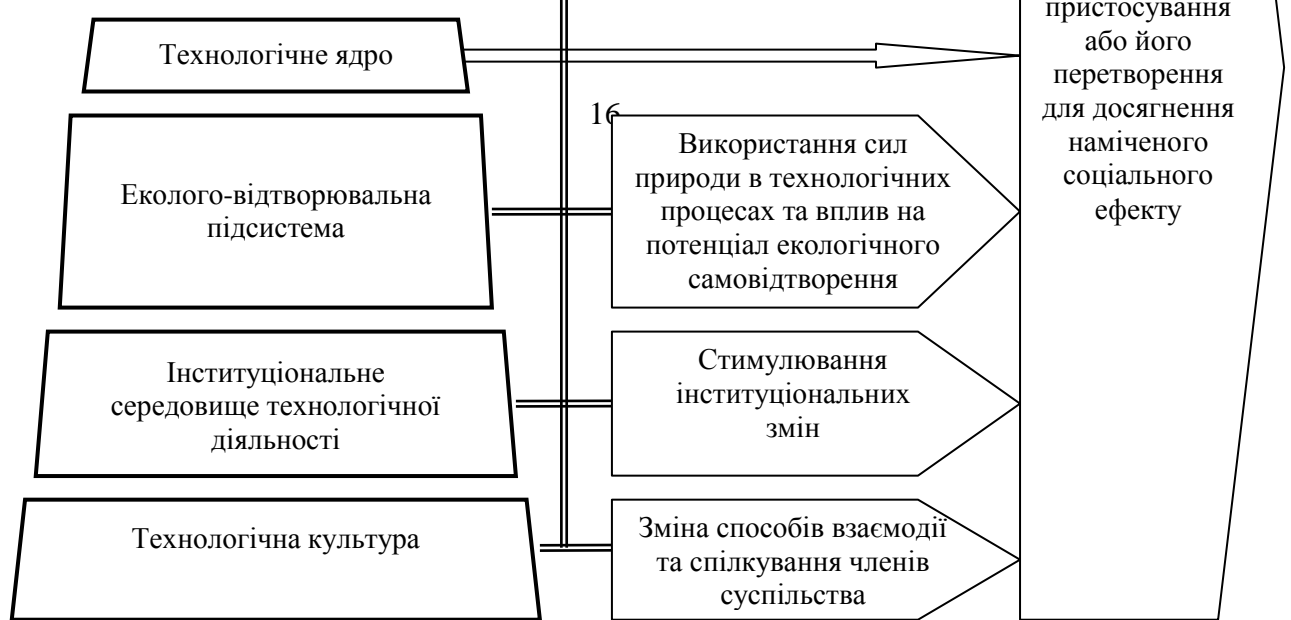 Технологічне ядро
16
Еколого-відтворювальна
підсистема
Використання сил
природи в технологічних
процесах та вплив на
потенціал екологічного
самовідтворення
Інституціональне
середовище технологічної
діяльності
Стимулювання
інституціональних
змін
Технологічна культура
Зміна способів взаємодії
та спілкування членів
суспільства
пристосування
або його
перетворення
для досягнення
наміченого
соціального
ефекту